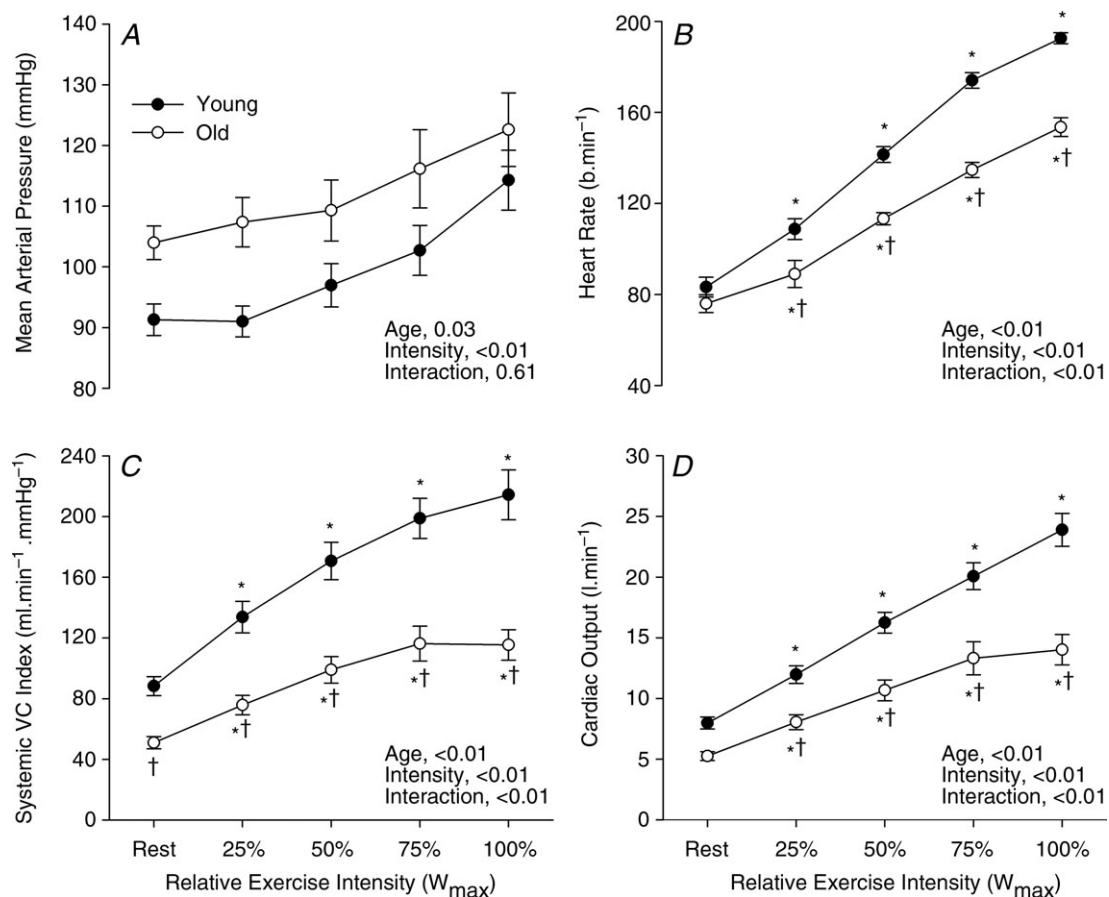 A
Mean Arterial Pressure (mmHg)
140
130
120
110
100
90
80
Young
Old
Age, 0.03
Intensity, <0.01
Interaction, 0.61
B
Heart Rate (b.min⁻¹)
200
160
120
80
40
*
*
*
*
*†
*†
*†
*†
Age, <0.01
Intensity, <0.01
Interaction, <0.01
C
Systemic VC Index (ml.min⁻¹ .mmHg⁻¹)
240
200
160
120
80
40
0
*
*
*
*
†
*†
*†
*†
*†
Age, <0.01
Intensity, <0.01
Interaction, <0.01
Rest 25% 50% 75% 100%
Relative Exercise Intensity (Wmax)
D
Cardiac Output (l.min⁻¹)
30
25
20
15
10
5
0
*
*
*
*
*†
*†
*†
*†
Age, <0.01
Intensity, <0.01
Interaction, <0.01
Rest 25% 50% 75% 100%
Relative Exercise Intensity (Wmax)